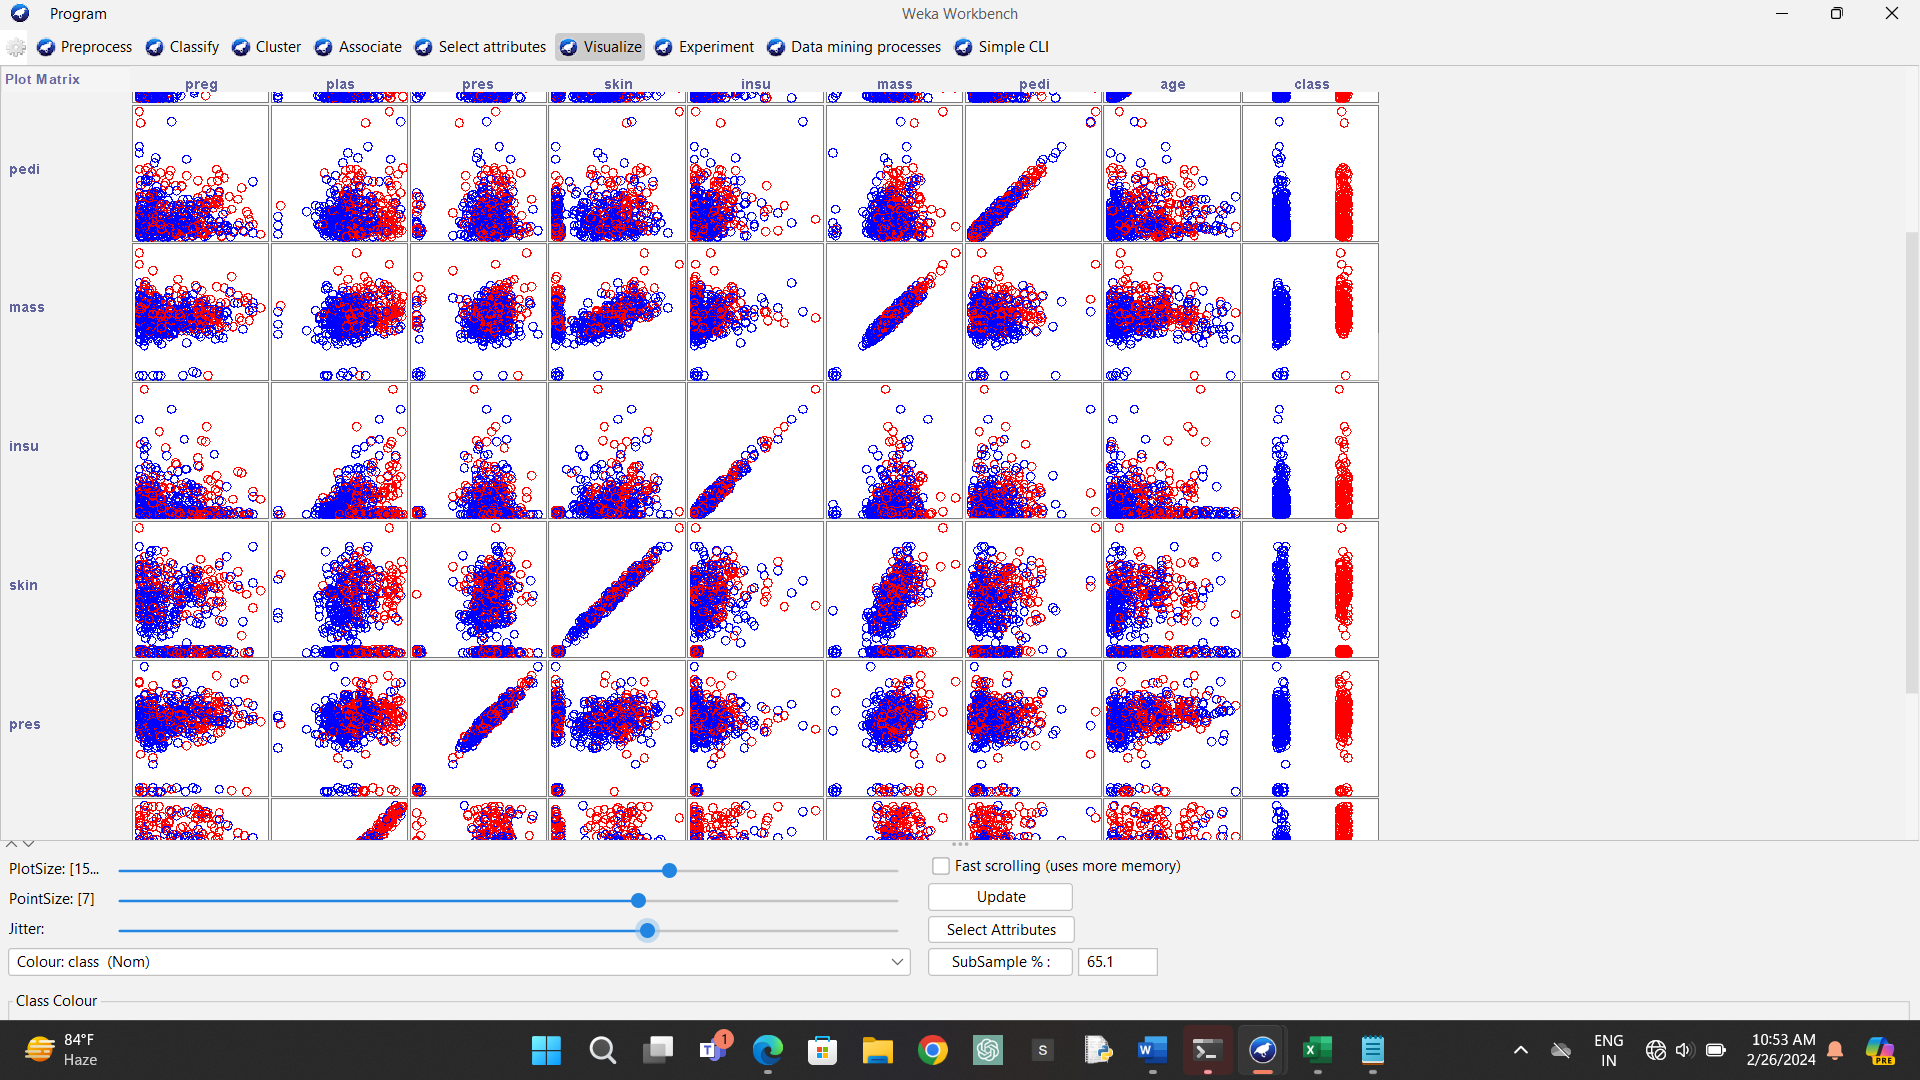 Program
Weka Workbench
Preprocess Classify Cluster Associate Select attributes Visualize Experiment Data mining processes Simple CLI
Plot Matrix preg plas pres skin insu mass pedi age class
pedi
mass
insu
skin
pres
PlotSize: [15...
Fast scrolling (uses more memory)
PointSize: [7]
Update
Jitter:
Select Attributes
Colour: class (Nom)
SubSample % :
65.1
Class Colour
84°F
Haze
1
T
S
W
X
PRE
ENG
IN
10:53 AM
2/26/2024